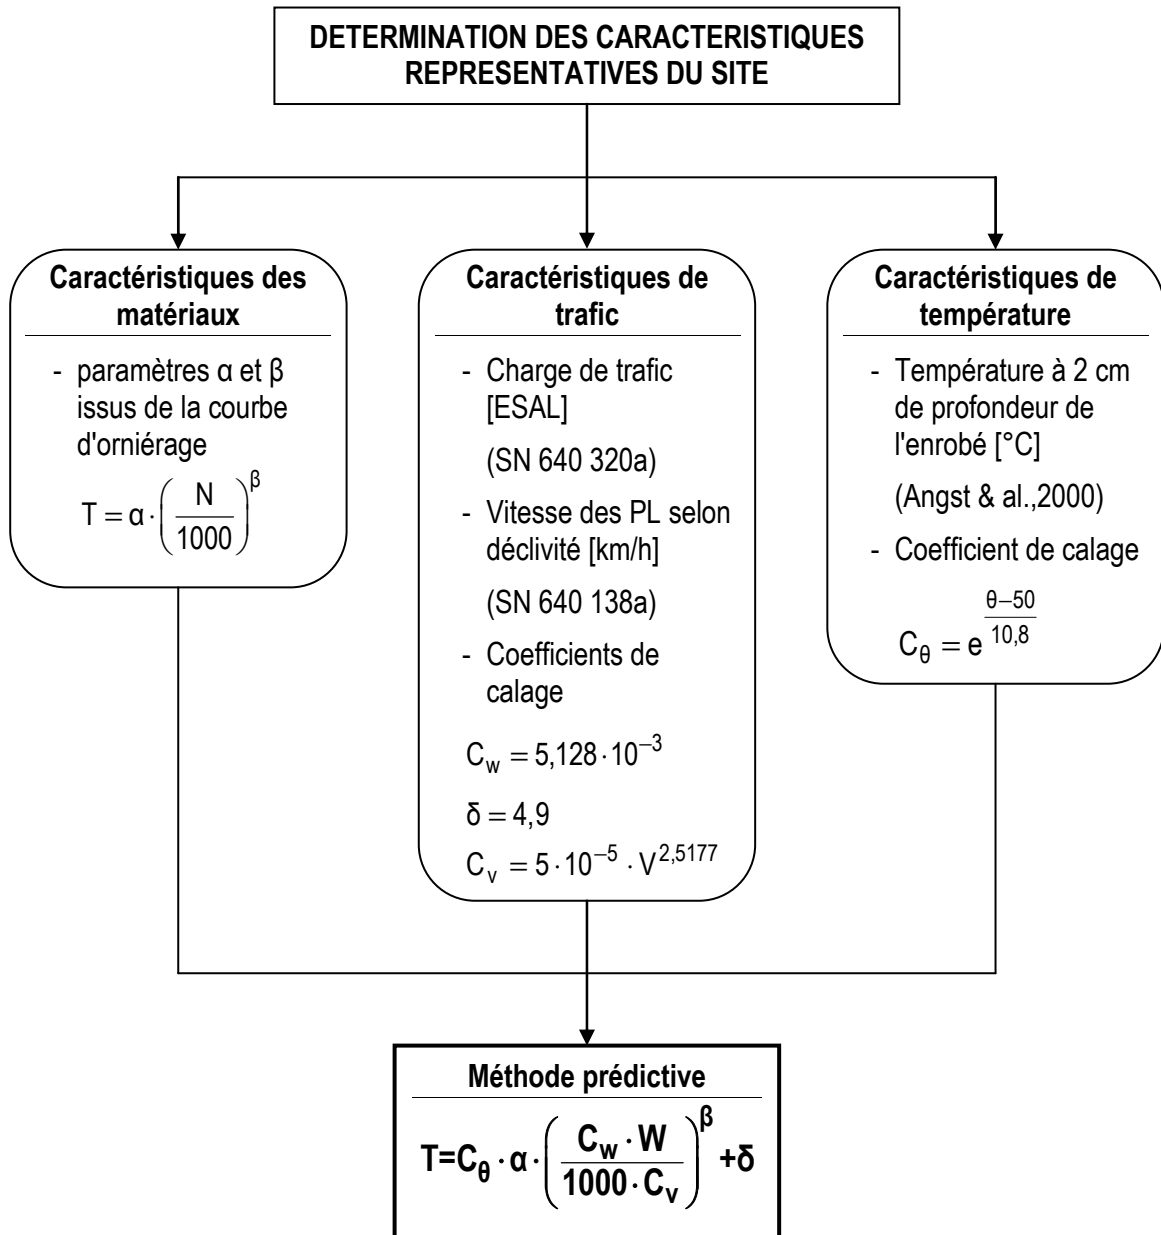 DETERMINATION DES CARACTERISTIQUES
REPRESENTATIVES DU SITE
Caractéristiques des
matériaux
- paramètres α et β
issus de la courbe
d'orniérage
T = α · (N / 1000)^β
Caractéristiques de
trafic
- Charge de trafic
[ESAL]
(SN 640 320a)
- Vitesse des PL selon
déclivité [km/h]
(SN 640 138a)
- Coefficients de
calage
C_w = 5,128 · 10^−3
δ = 4,9
C_v = 5 · 10^−5 · V^2,5177
Caractéristiques de
température
- Température à 2 cm
de profondeur de
l'enrobé [°C]
(Angst & al.,2000)
- Coefficient de calage
C_θ = e^((θ−50) / 10,8)
Méthode prédictive
T=C_θ · α · (C_w · W / 1000 · C_v)^β +δ